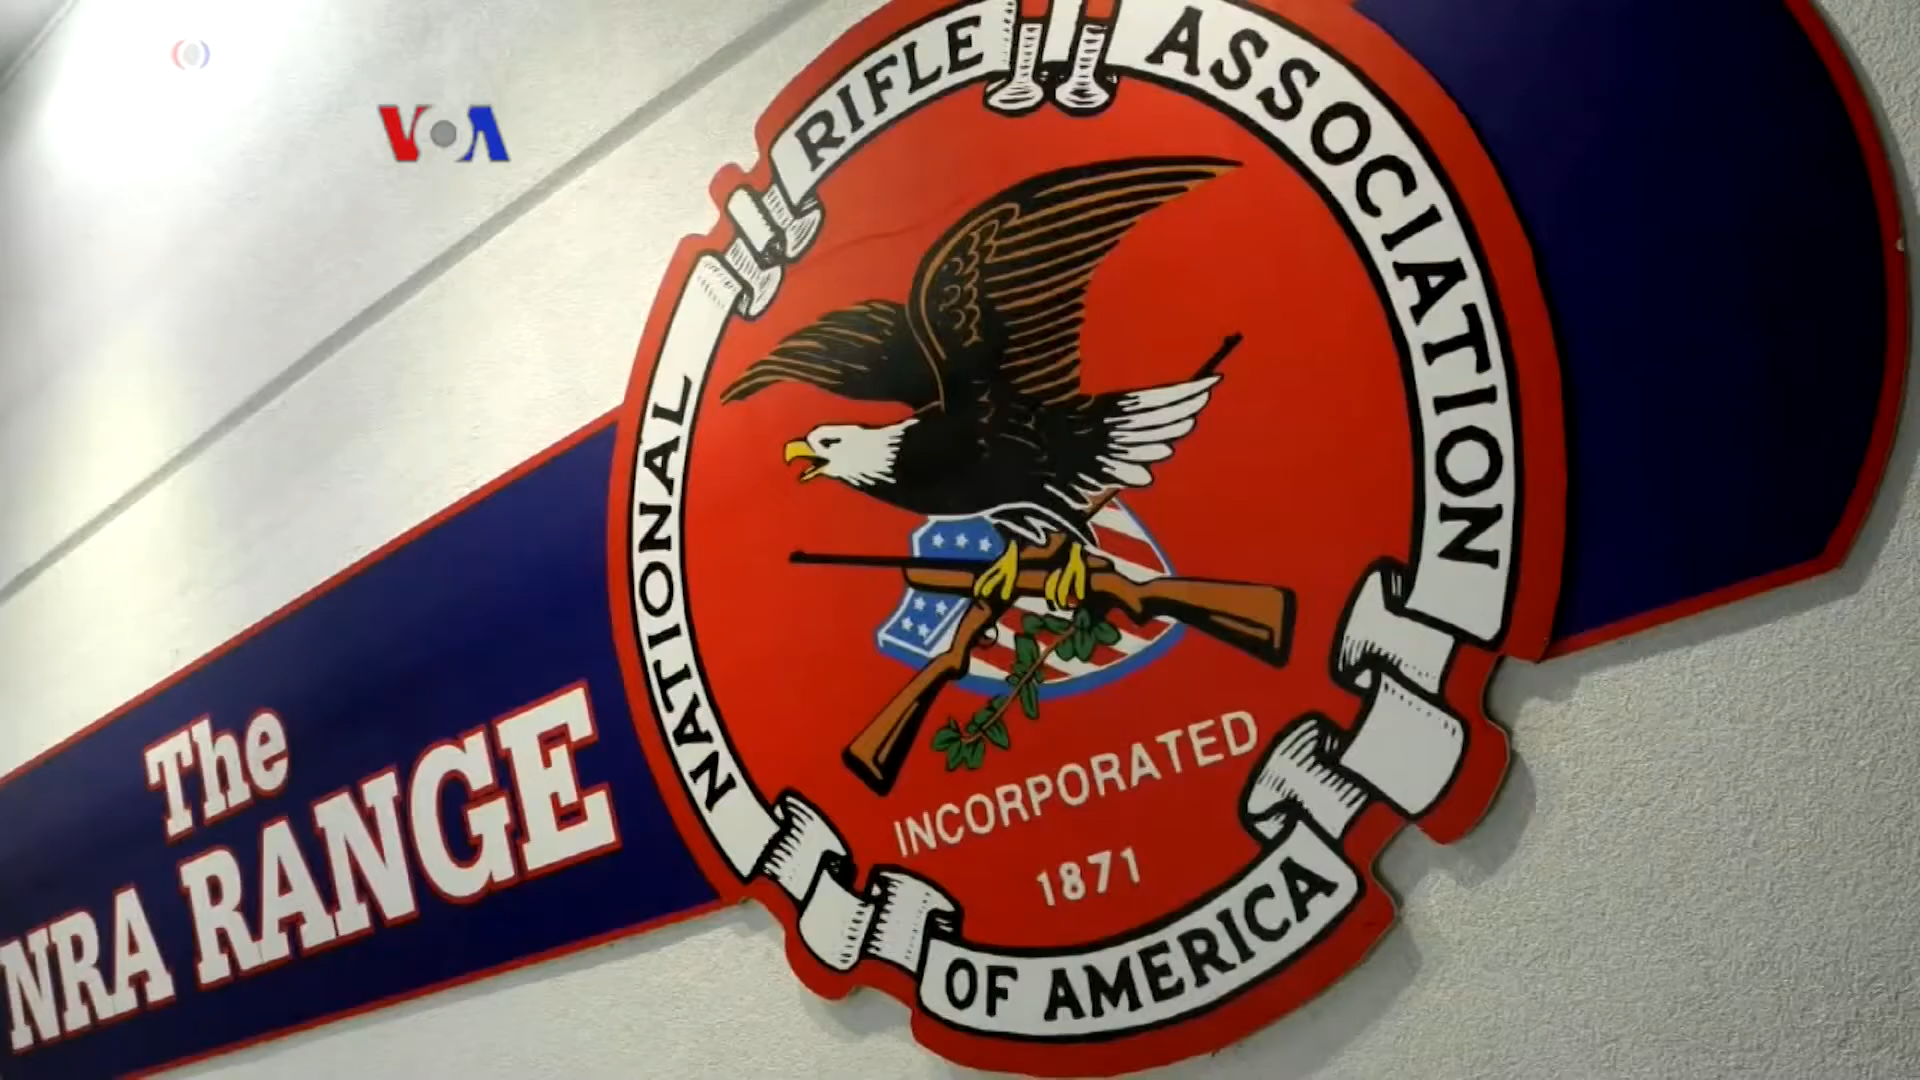 VOA
NATIONAL RIFLE ASSOCIATION
OF AMERICA
INCORPORATED
1871
The
NRA RANGE